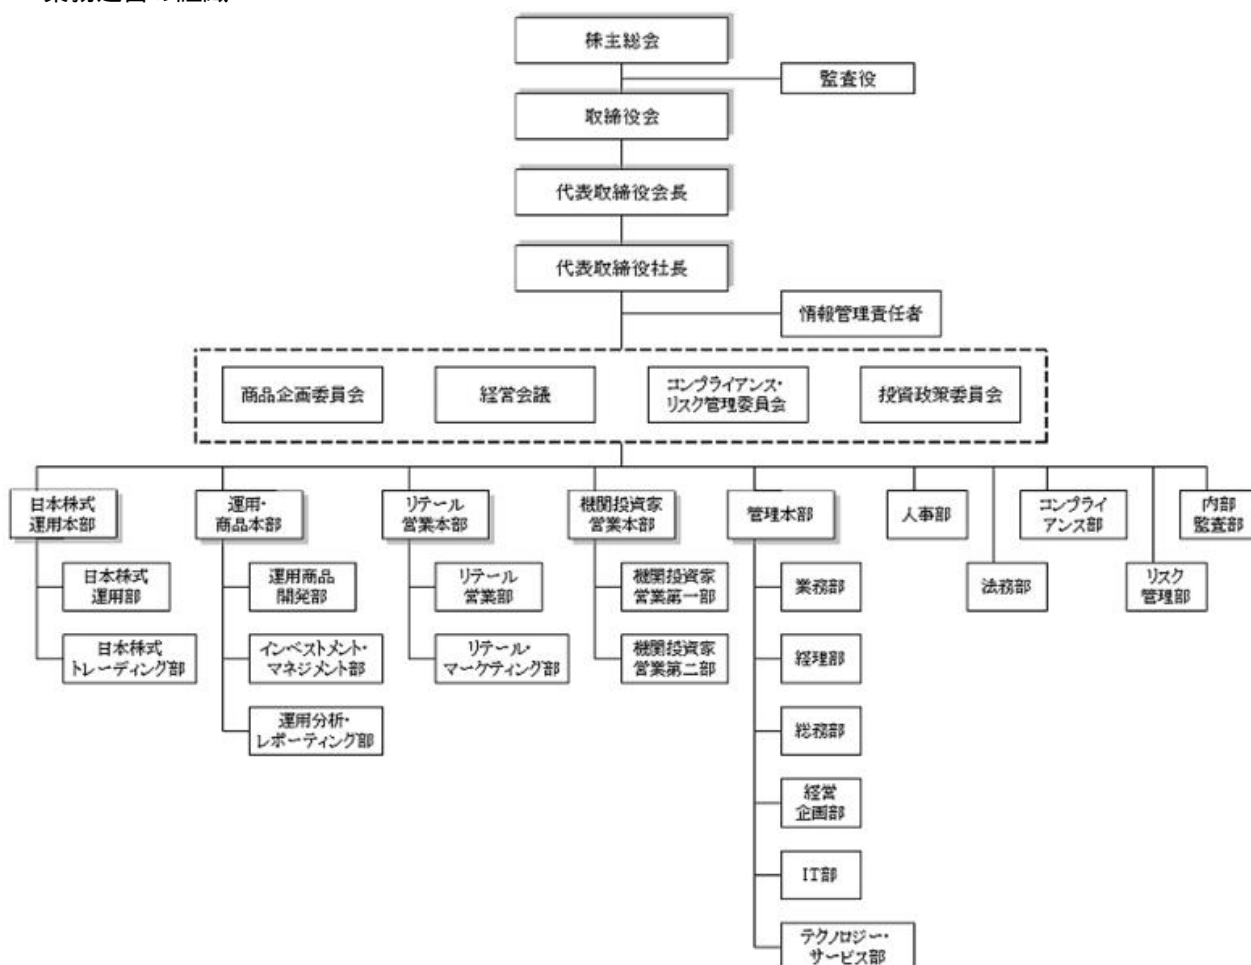 株主総会
監査役
取締役会
代表取締役会長
代表取締役社長
情報管理責任者
商品企画委員会
経営会議
コンプライアンス・
リスク管理委員会
投資政策委員会
日本株式
運用本部
運用・
商品本部
リテール
営業本部
機関投資家
営業本部
管理本部
人事部
コンプライ
アンス部
内部
監査部
日本株式
運用部
運用商品
開発部
リテール
営業部
機関投資家
営業第一部
業務部
法務部
リスク
管理部
日本株式
トレーディング部
インベストメント・
マネジメント部
リテール・
マーケティング部
機関投資家
営業第二部
経理部
運用分析・
レポーティング部
総務部
経営
企画部
IT部
テクノロジー・
サービス部